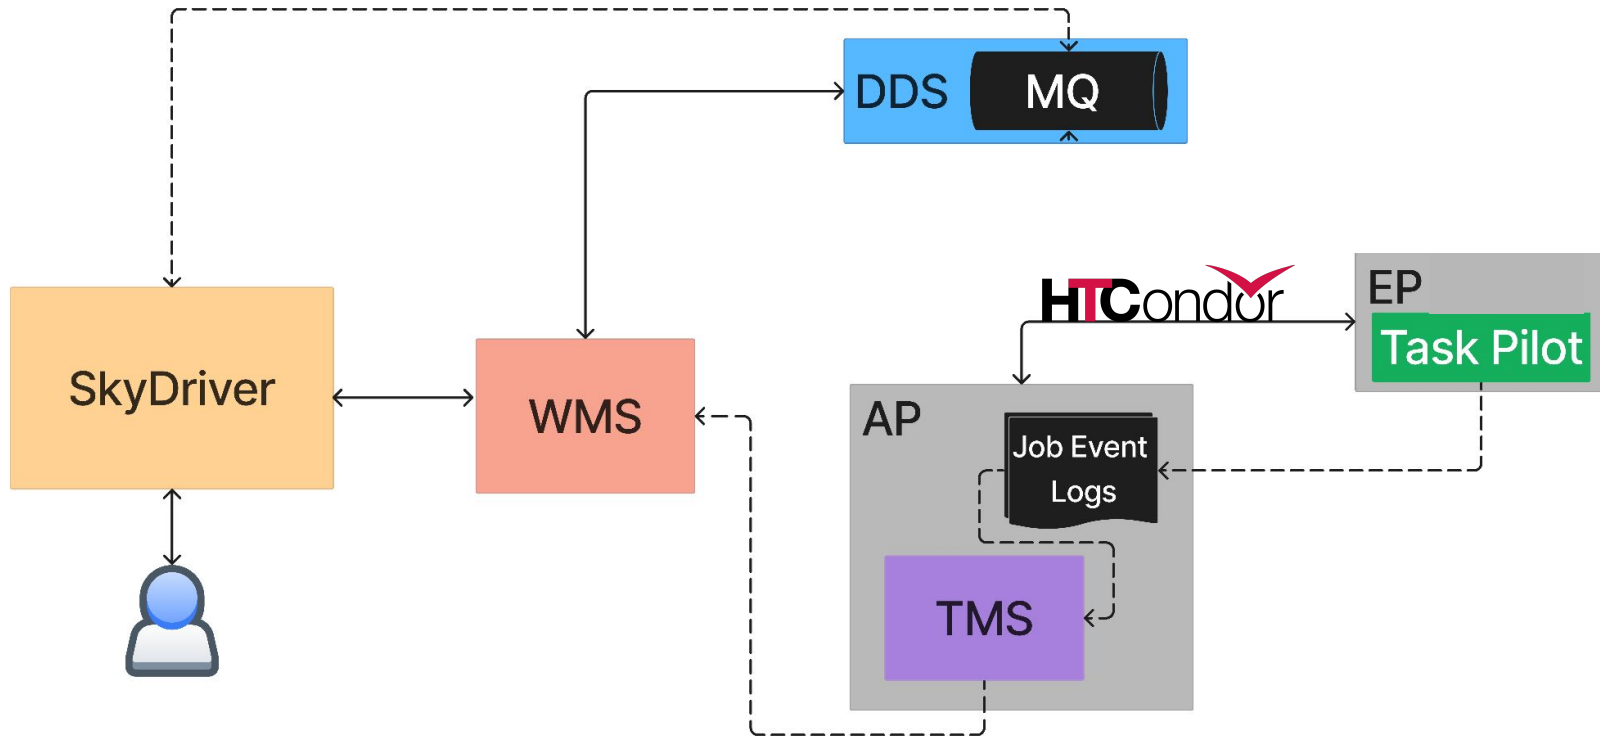 DDS
MQ
HTCondor
EP
Task Pilot
SkyDriver
WMS
AP
Job Event
Logs
TMS